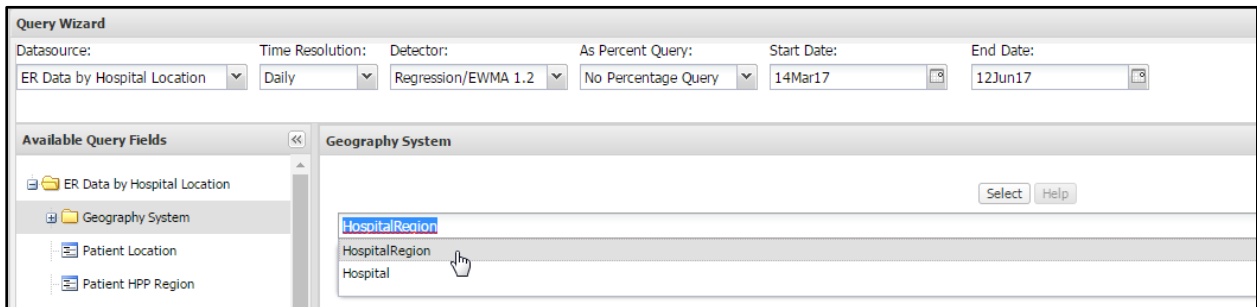 Query Wizard
Datasource: Time Resolution: Detector: As Percent Query: Start Date: End Date:
ER Data by Hospital Location Daily Regression/EWMA 1.2 No Percentage Query 14Mar17 12Jun17
Available Query Fields Geography System
ER Data by Hospital Location
Select Help
Geography System
HospitalRegion
Patient Location
HospitalRegion
Hospital
Patient HPP Region